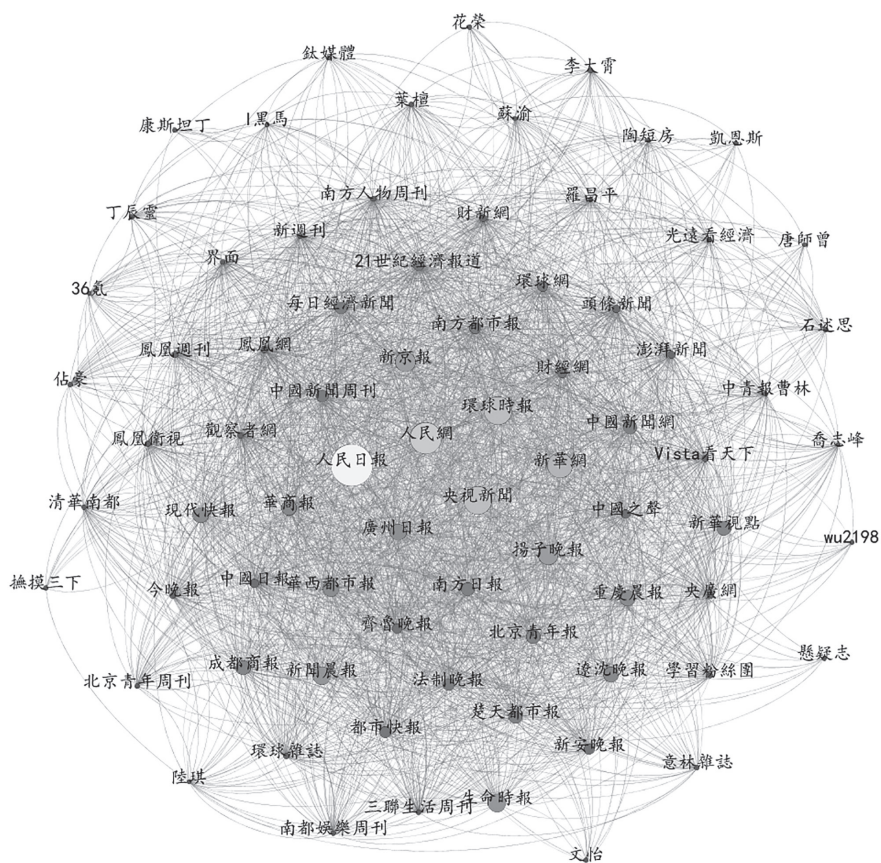 花榮
鈦媒體
李大霄
葉檀
蘇渝
康斯坦丁
I黑馬
陶短房
凱恩斯
南方人物周刊
羅昌平
丁辰靈
財新網
新週刊
光遠看經濟
唐師曾
界面
21世紀經濟報道
環球網
36氪
每日經濟新聞
頭條新聞
南方都市報
石述思
鳳凰週刊
鳳凰網
新京報
澎湃新聞
財經網
佔豪
中國新聞周刊
中青報曹林
環球時報
鳳凰衛視
觀察者網
人民網
中國新聞網
喬志峰
人民日報
新華網
Vista看天下
清華南都
現代快報
華商報
央視新聞
中國之聲
新華視點
廣州日報
wu2198
揚子晚報
撫摸三下
今晚報
中國日報
華西都市報
南方日報
重慶晨報
央廣網
齊魯晚報
北京青年報
懸疑志
北京青年周刊
成都商報
新聞晨報
法制晚報
遼沈晚報
學習粉絲團
楚天都市報
都市快報
環球雜誌
新安晚報
意林雜誌
陸琪
三聯生活周刊
生命時報
南都娛樂周刊
文怡